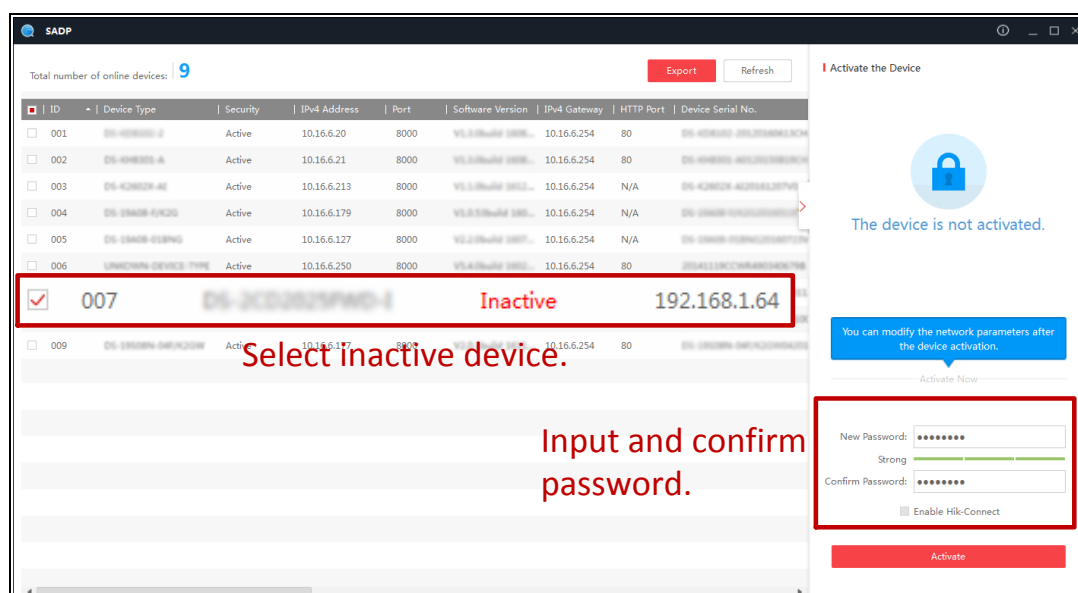 SADP
Total number of online devices: 9
Export
Refresh
Activate the Device
ID | Device Type | Security | IPv4 Address | Port | Software Version | IPv4 Gateway | HTTP Port | Device Serial No.
001 Active 10.16.6.20 8000 10.16.6.254 80
002 Active 10.16.6.21 8000 10.16.6.254 80
003 Active 10.16.6.213 8000 10.16.6.254 N/A
004 Active 10.16.6.179 8000 10.16.6.254 N/A
005 Active 10.16.6.127 8000 10.16.6.254 N/A
006 Active 10.16.6.250 8000 10.16.6.254 80
007 Inactive 192.168.1.64
009 Active 8000 10.16.6.254 80
Select inactive device.
Input and confirm
password.
The device is not activated.
You can modify the network parameters after
the device activation.
Activate Now
New Password:
Strong
Confirm Password:
Enable Hik-Connect
Activate